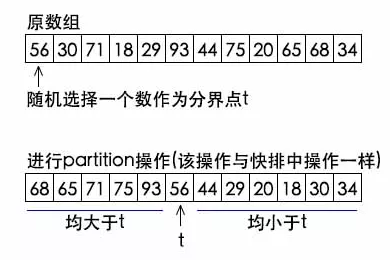 原数组
56 30 71 18 29 93 44 75 20 65 68 34
随机选择一个数作为分界点t
进行partition操作(该操作与快排中操作一样)
68 65 71 75 93 56 44 29 20 18 30 34
均大于t 均小于t
t